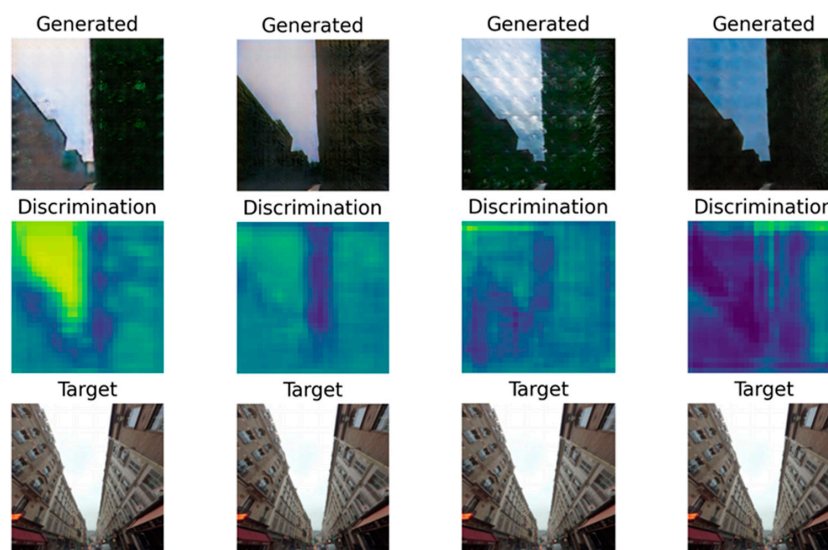 Generated Generated Generated Generated
Discrimination Discrimination Discrimination Discrimination
Target Target Target Target